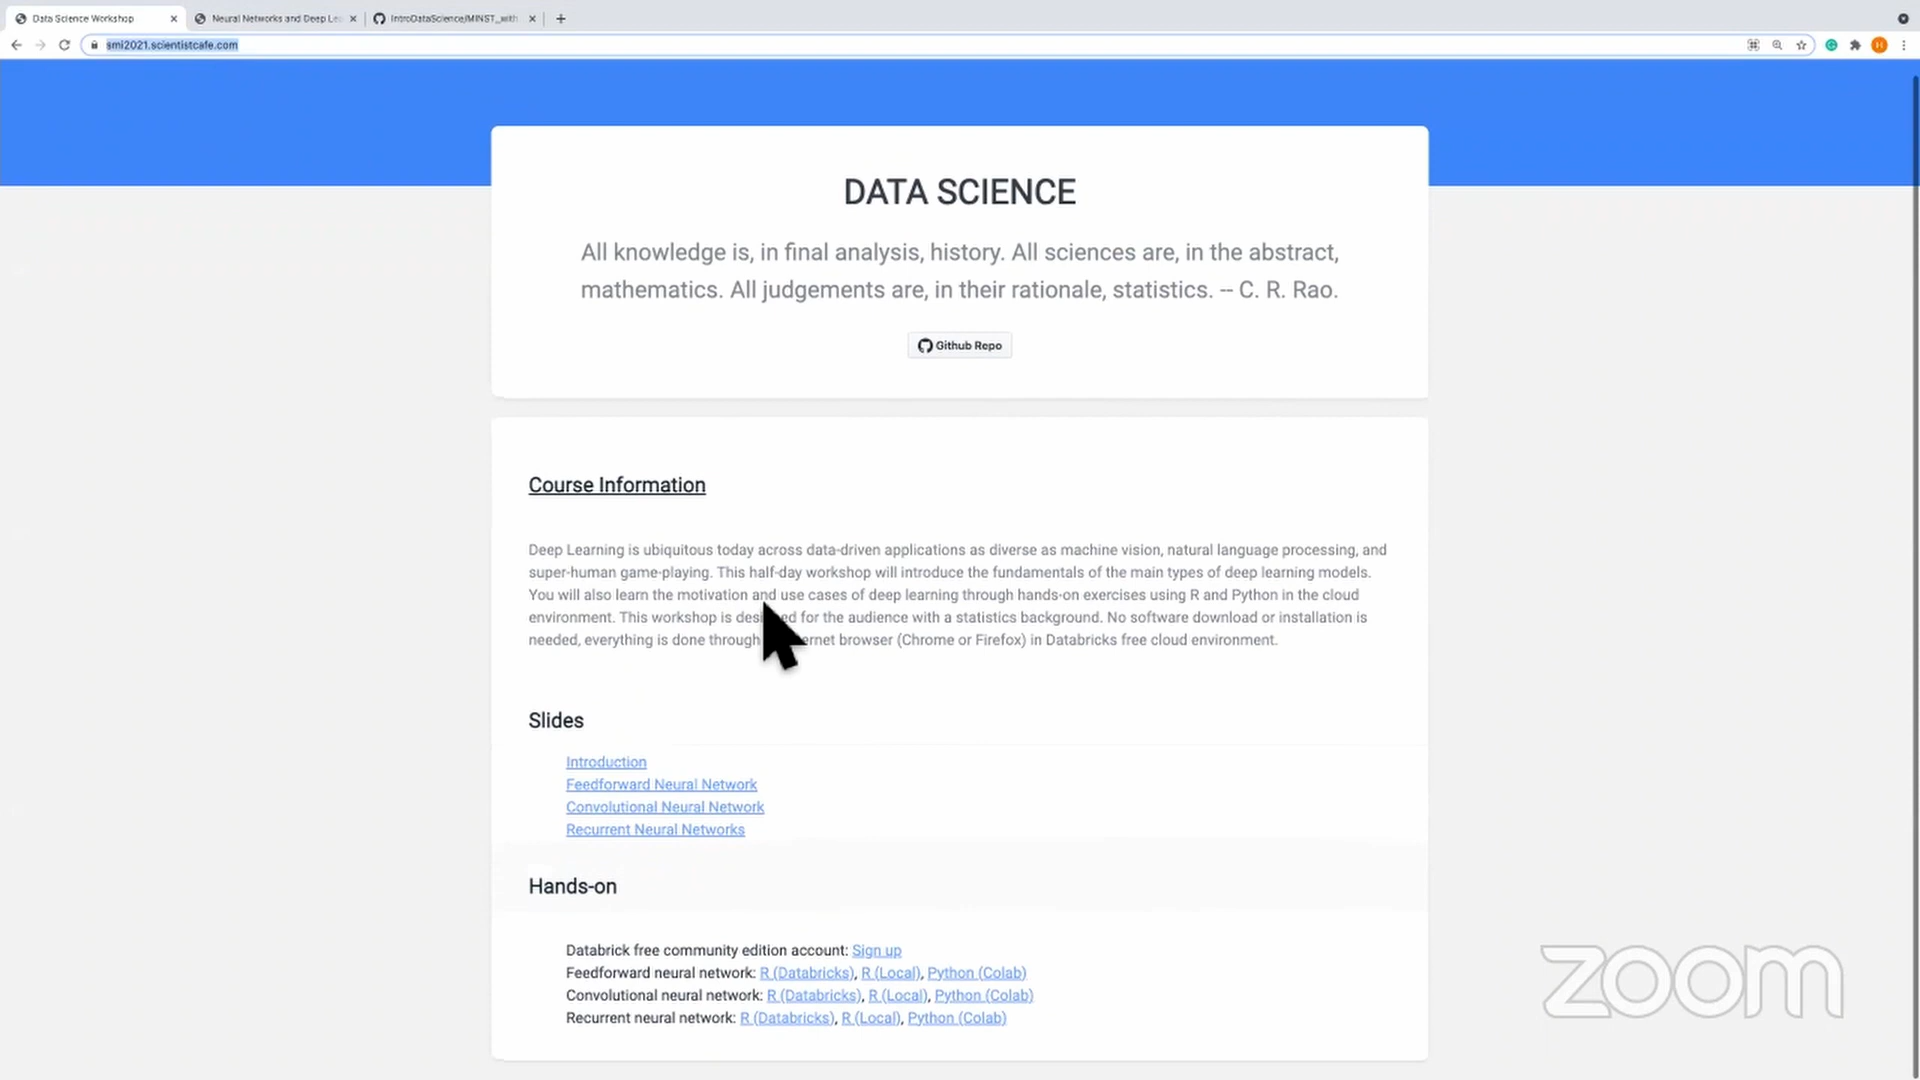 Data Science Workshop
Neural Networks and Deep Le
IntroDataScience/MINST_with
smi2021.scientistcafe.com
H
DATA SCIENCE
All knowledge is, in final analysis, history. All sciences are, in the abstract,
mathematics. All judgements are, in their rationale, statistics. -- C. R. Rao.
Github Repo
Course Information
Deep Learning is ubiquitous today across data-driven applications as diverse as machine vision, natural language processing, and
super-human game-playing. This half-day workshop will introduce the fundamentals of the main types of deep learning models.
You will also learn the motivation and use cases of deep learning through hands-on exercises using R and Python in the cloud
environment. This workshop is des ed for the audience with a statistics background. No software download or installation is
needed, everything is done through ernet browser (Chrome or Firefox) in Databricks free cloud environment.
Slides
Introduction
Feedforward Neural Network
Convolutional Neural Network
Recurrent Neural Networks
Hands-on
Databrick free community edition account: Sign up
Feedforward neural network: R (Databricks), R (Local), Python (Colab)
Convolutional neural network: R (Databricks), R (Local), Python (Colab)
Recurrent neural network: R (Databricks), R (Local), Python (Colab)
zoom